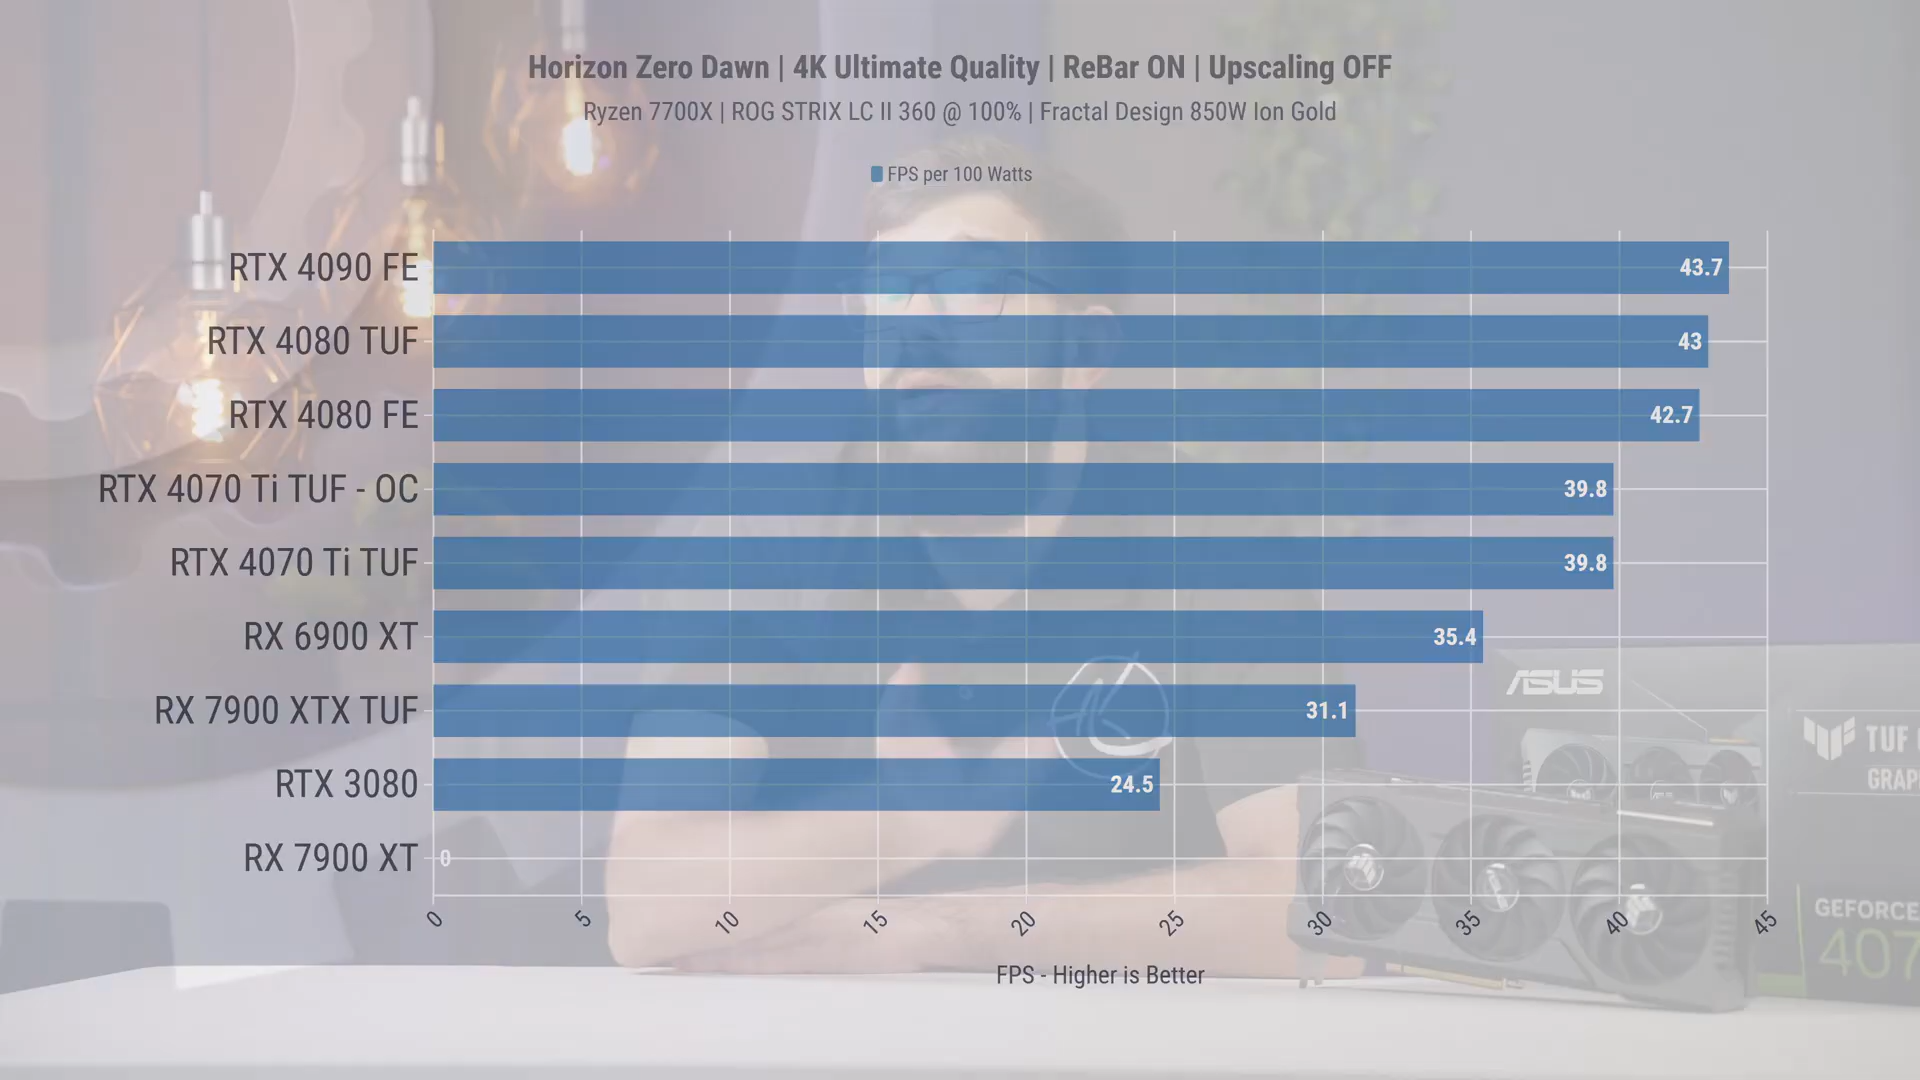 Horizon Zero Dawn | 4K Ultimate Quality | ReBar ON | Upscaling OFF
Ryzen 7700X | ROG STRIX LC II 360 @ 100% | Fractal Design 850W Ion Gold
FPS per 100 Watts
RTX 4090 FE 43.7
RTX 4080 TUF 43
RTX 4080 FE 42.7
RTX 4070 Ti TUF - OC 39.8
RTX 4070 Ti TUF 39.8
RX 6900 XT 35.4
RX 7900 XTX TUF 31.1
RTX 3080 24.5
RX 7900 XT 0
0 5 10 15 20 25 30 35 40 45
FPS - Higher is Better
ASUS
TUF
GRAP
GEFORCE
407